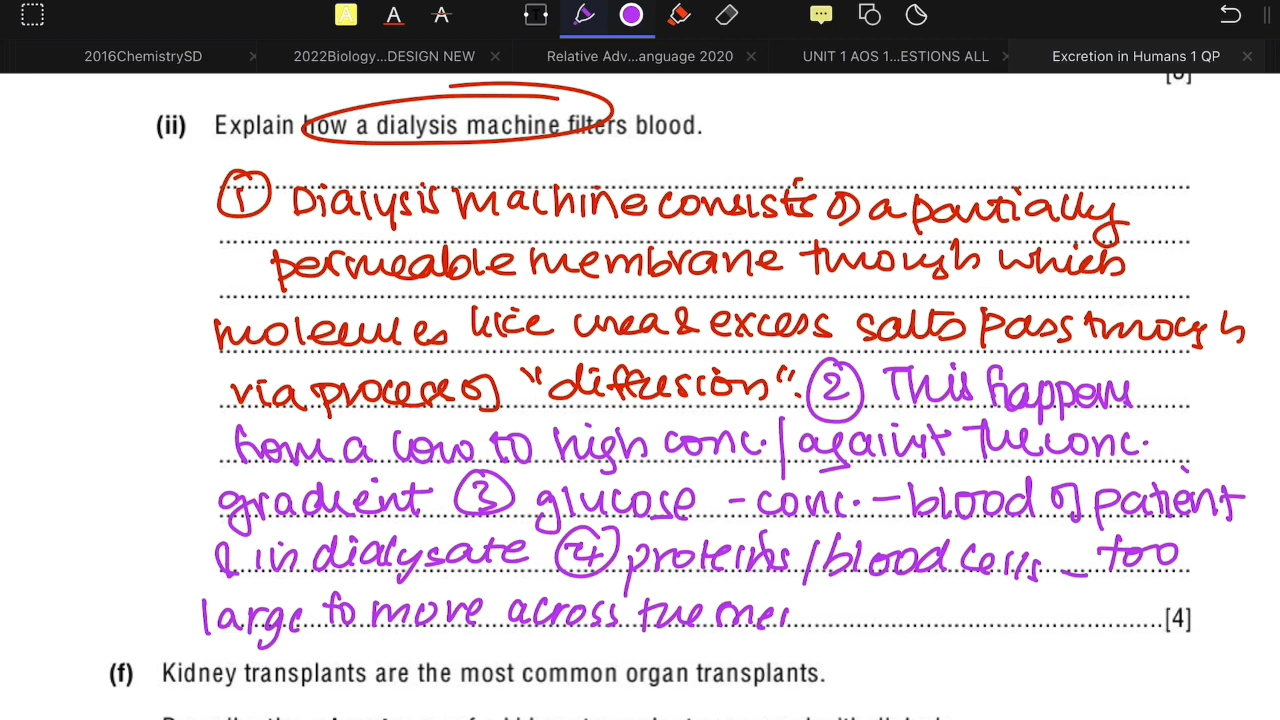 A A A T
2016ChemistrySD × 2022Biology...DESIGN NEW × Relative Adv...anguage 2020 × UNIT 1 AOS 1...ESTIONS ALL × Excretion in Humans 1 QP ×
(ii) Explain how a dialysis machine filters blood.
① Dialysis machine consists of a partially
permeable membrane through which
molecules like urea & excess salts pass through
via process of "diffusion". ② This happens
from a low to high conc. / against the conc.
gradient ③ glucose - conc. - blood of patient
& in dialysate ④ proteins / blood cells - too
large to move across the mem
[4]
(f) Kidney transplants are the most common organ transplants.